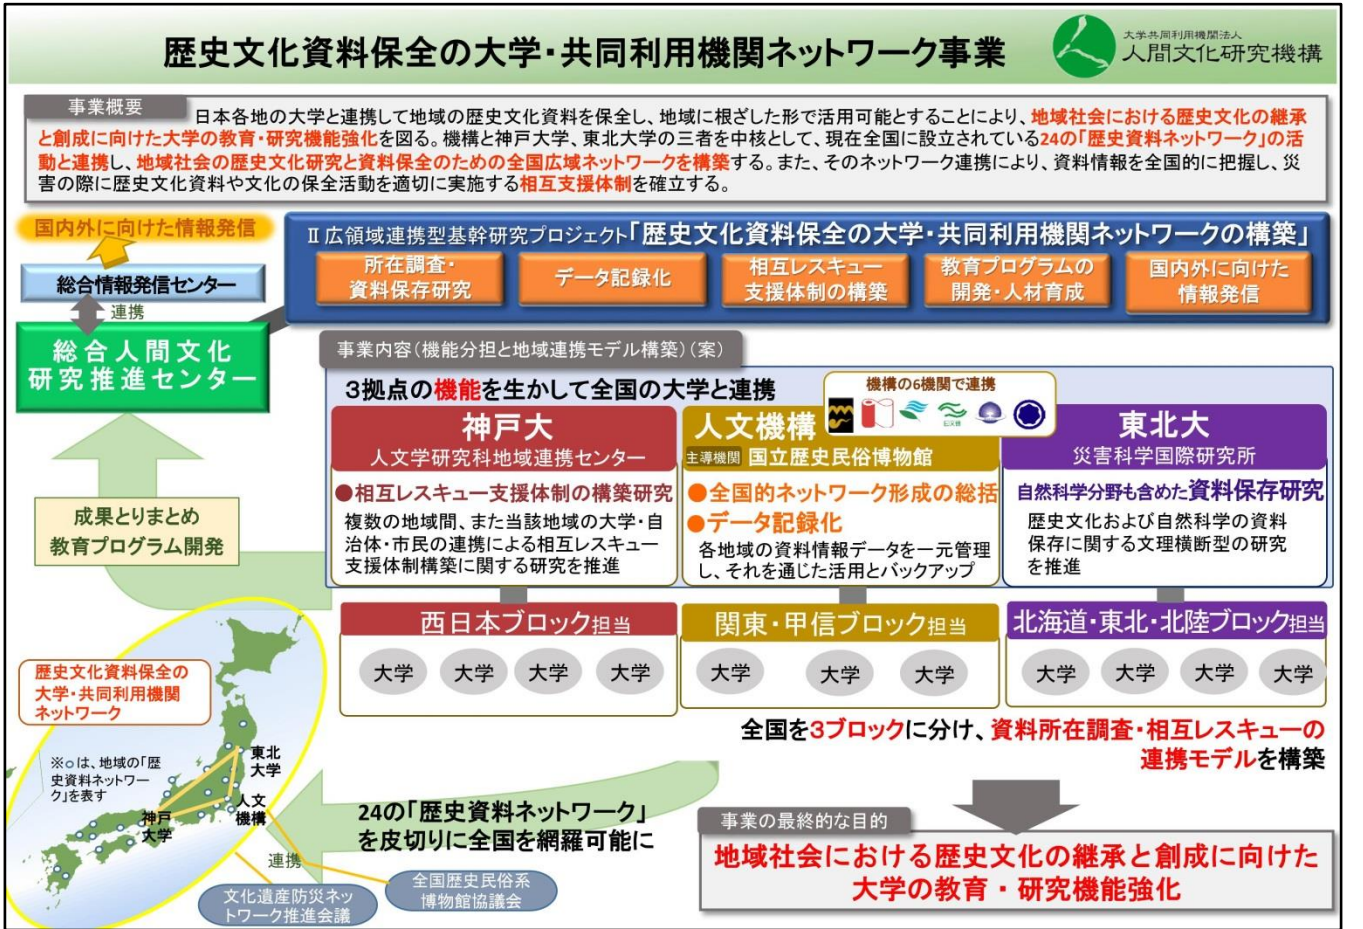 歴史文化資料保全の大学・共同利用機関ネットワーク事業
大学共同利用機関法人
人間文化研究機構
事業概要
日本各地の大学と連携して地域の歴史文化資料を保全し、地域に根ざした形で活用可能とすることにより、地域社会における歴史文化の継承
と創成に向けた大学の教育・研究機能強化を図る。機構と神戸大学、東北大学の三者を中核として、現在全国に設立されている24の「歴史資料ネットワーク」の活
動と連携し、地域社会の歴史文化研究と資料保全のための全国広域ネットワークを構築する。また、そのネットワーク連携により、資料情報を全国的に把握し、災
害の際に歴史文化資料や文化の保全活動を適切に実施する相互支援体制を確立する。
国内外に向けた情報発信
総合情報発信センター
連携
総合人間文化
研究推進センター
Ⅱ広領域連携型基幹研究プロジェクト「歴史文化資料保全の大学・共同利用機関ネットワークの構築」
所在調査・
資料保存研究
データ記録化
相互レスキュー
支援体制の構築
教育プログラムの
開発・人材育成
国内外に向けた
情報発信
事業内容(機能分担と地域連携モデル構築)(案)
3拠点の機能を生かして全国の大学と連携
機構の6機関で連携
神戸大
人文学研究科地域連携センター
●相互レスキュー支援体制の構築研究
複数の地域間、また当該地域の大学・自
治体・市民の連携による相互レスキュー
支援体制構築に関する研究を推進
人文機構
主導機関 国立歴史民俗博物館
●全国的ネットワーク形成の総括
●データ記録化
各地域の資料情報データを一元管理
し、それを通じた活用とバックアップ
東北大
災害科学国際研究所
自然科学分野も含めた資料保存研究
歴史文化および自然科学の資料
保存に関する文理横断型の研究
を推進
成果とりまとめ
教育プログラム開発
西日本ブロック担当
大学 大学 大学 大学
関東・甲信ブロック担当
大学 大学 大学
北海道・東北・北陸ブロック担当
大学 大学 大学 大学
全国を3ブロックに分け、資料所在調査・相互レスキューの
連携モデルを構築
歴史文化資料保全の
大学・共同利用機関
ネットワーク
※○は、地域の「歴
史資料ネットワー
ク」を表す
東北
大学
人文
機構
神戸
大学
24の「歴史資料ネットワーク」
を皮切りに全国を網羅可能に
連携
文化遺産防災ネッ
トワーク推進会議
全国歴史民俗系
博物館協議会
事業の最終的な目的
地域社会における歴史文化の継承と創成に向けた
大学の教育・研究機能強化